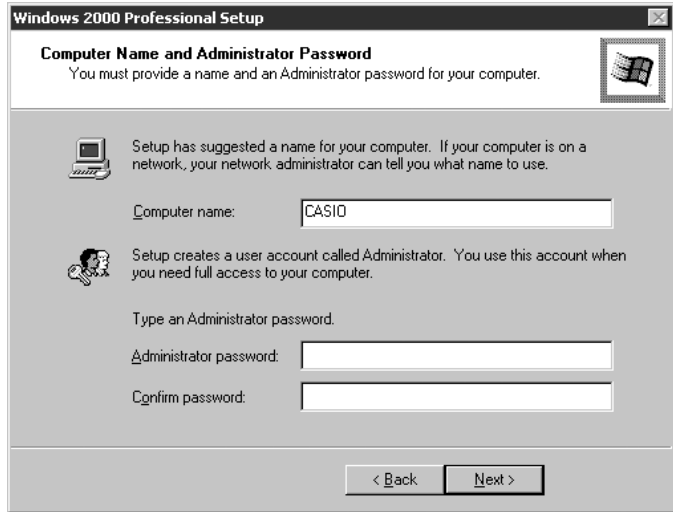 Windows 2000 Professional Setup
Computer Name and Administrator Password
You must provide a name and an Administrator password for your computer.
Setup has suggested a name for your computer. If your computer is on a
network, your network administrator can tell you what name to use.
Computer name: CASIO
Setup creates a user account called Administrator. You use this account when
you need full access to your computer.
Type an Administrator password.
Administrator password:
Confirm password:
< Back Next >